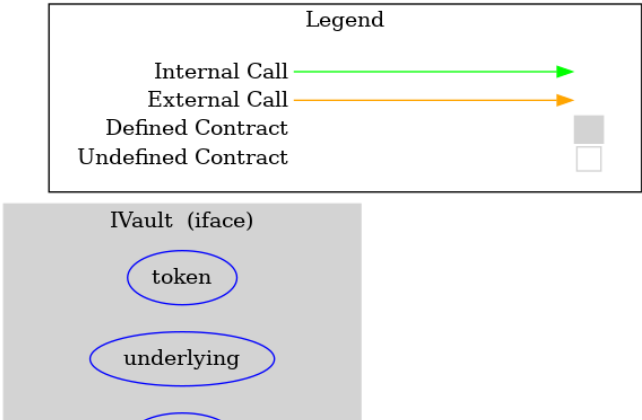 Legend
Internal Call
External Call
Defined Contract
Undefined Contract
IVault  (iface)
token
underlying